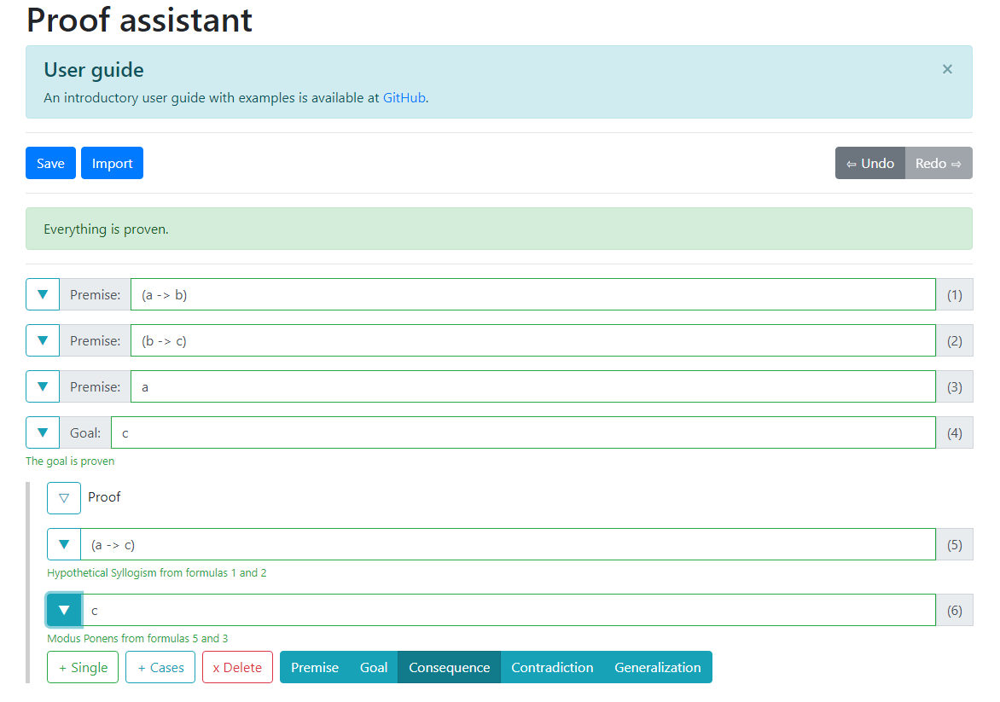 Proof assistant
User guide
×
An introductory user guide with examples is available at GitHub.
Save Import ⇦ Undo Redo ⇨
Everything is proven.
▼ Premise: (a -> b) (1)
▼ Premise: (b -> c) (2)
▼ Premise: a (3)
▼ Goal: c (4)
The goal is proven
▽ Proof
▼ (a -> c) (5)
Hypothetical Syllogism from formulas 1 and 2
▼ c (6)
Modus Ponens from formulas 5 and 3
+ Single + Cases x Delete Premise Goal Consequence Contradiction Generalization